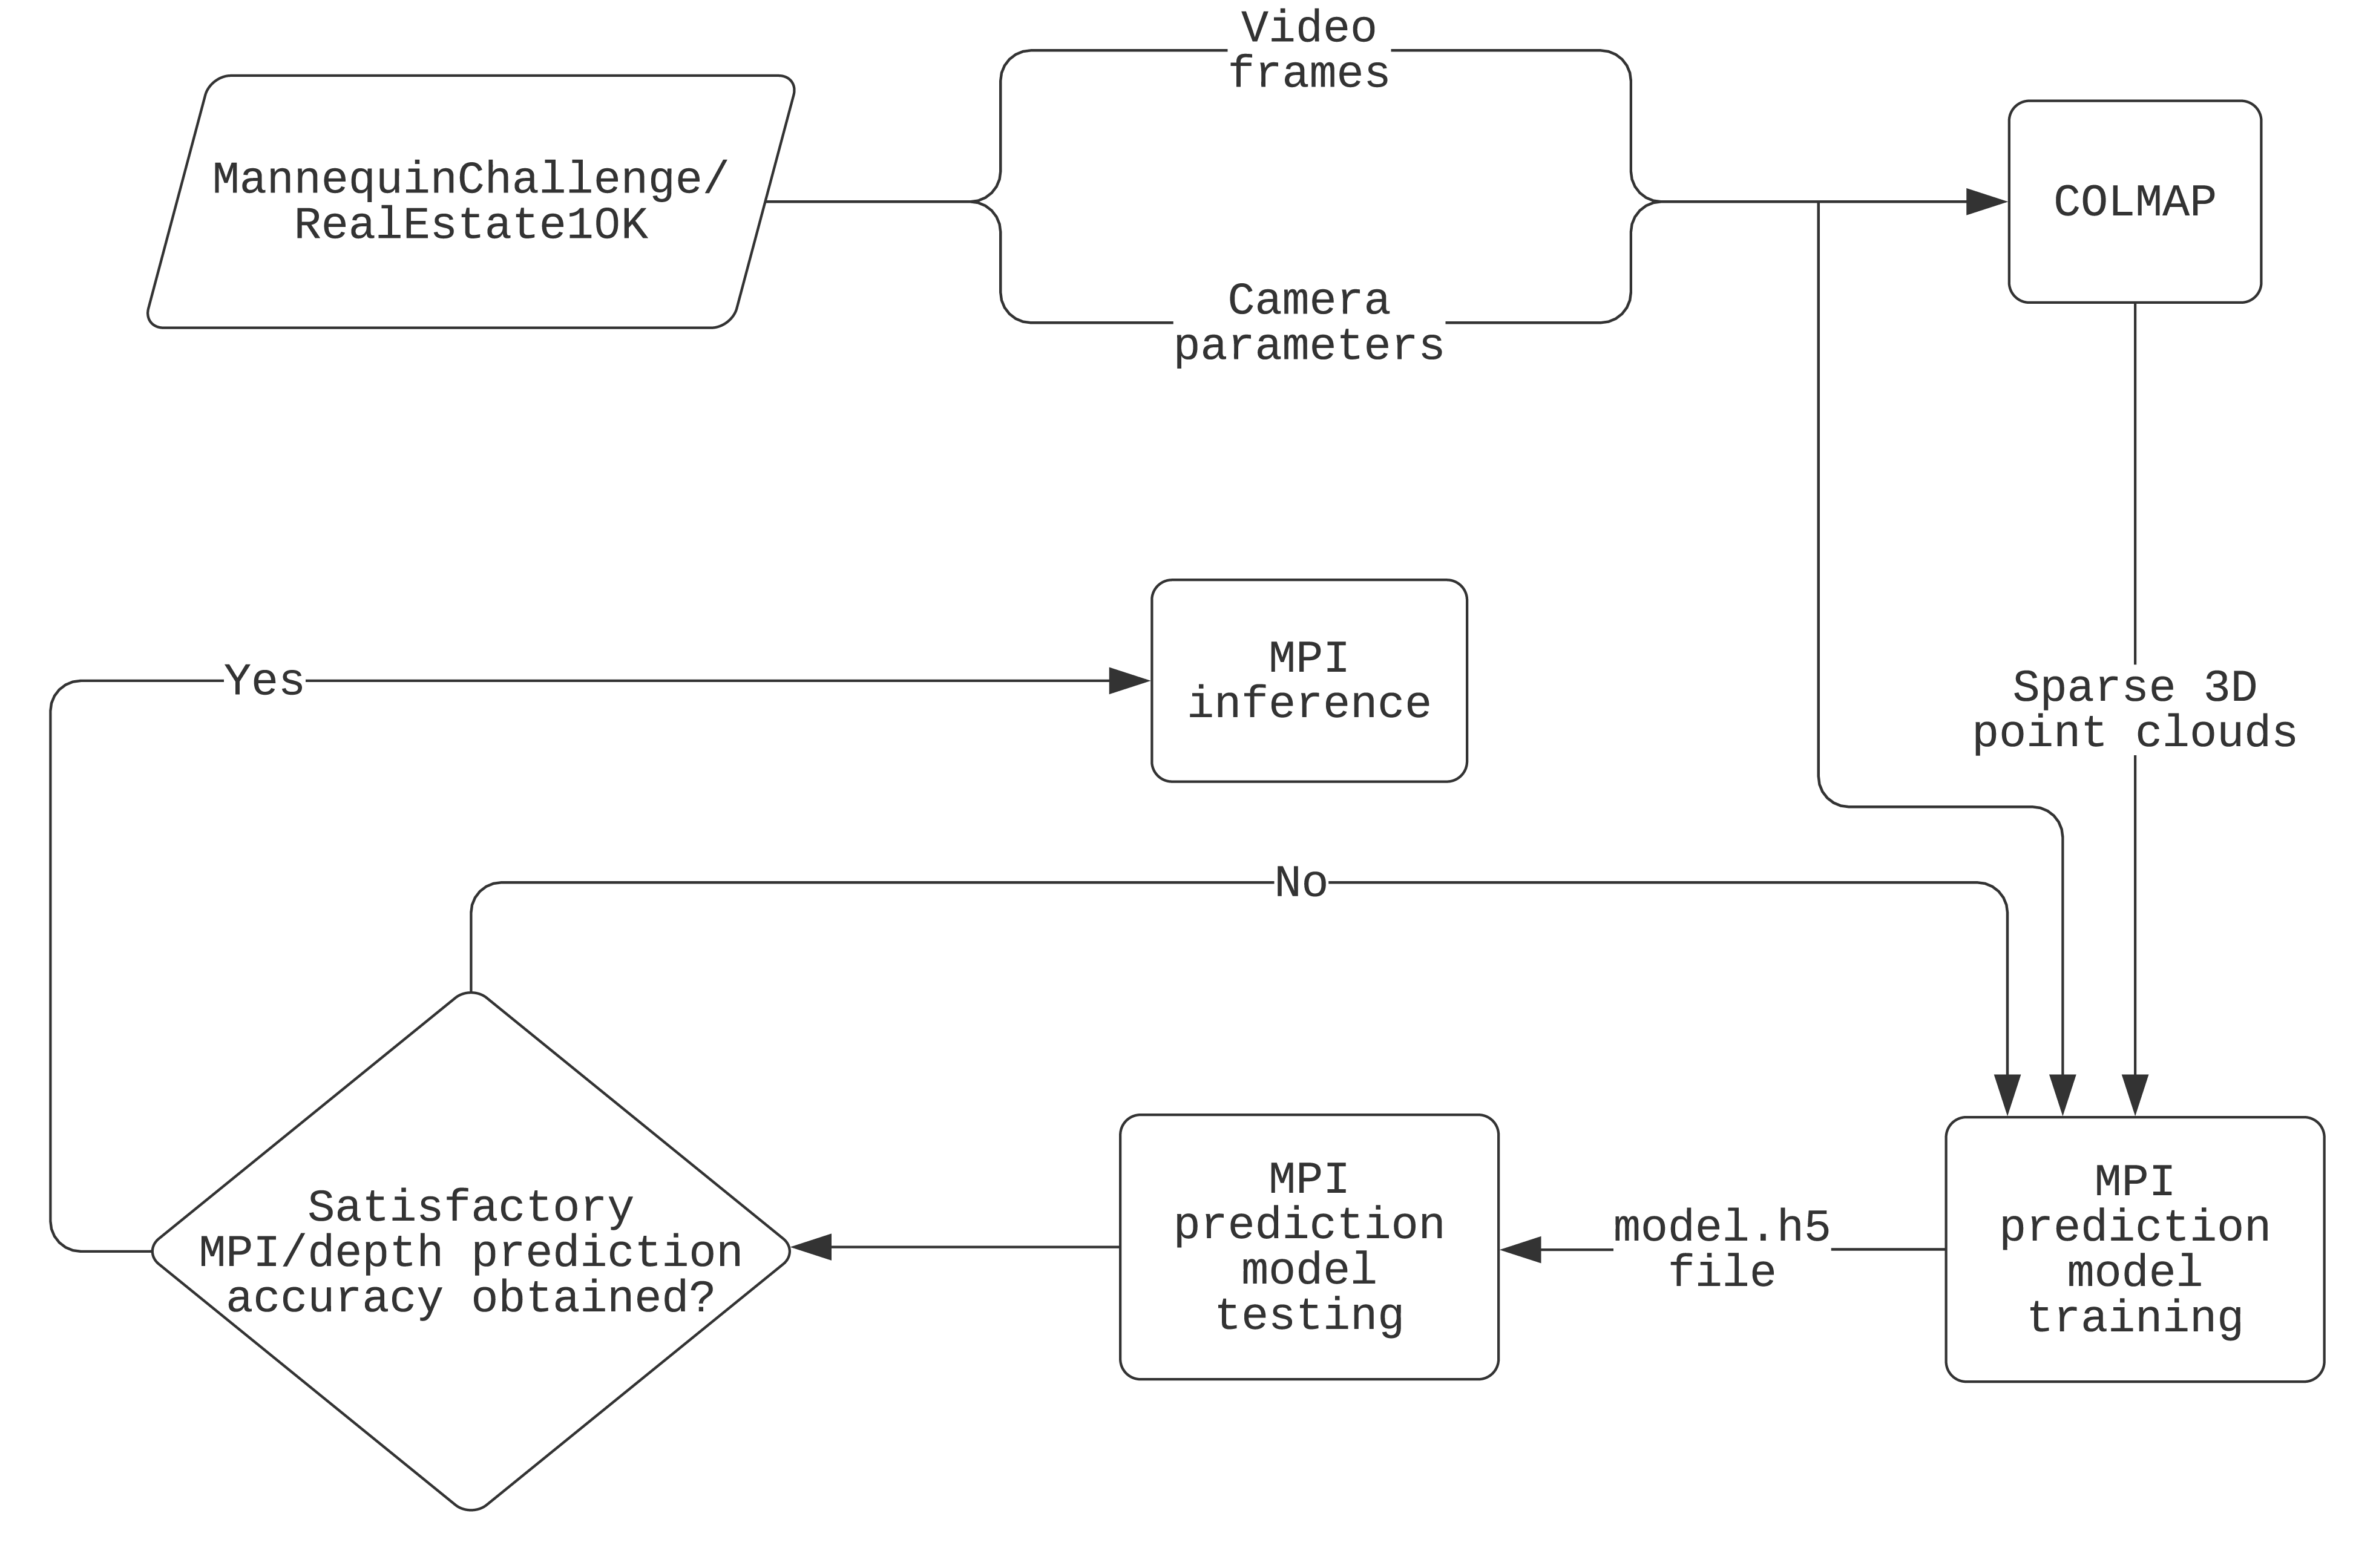 Video
frames
MannequinChallenge/
RealEstate10K
COLMAP
Camera
parameters
MPI
inference
Yes
Sparse 3D
point clouds
No
Satisfactory
MPI/depth prediction
accuracy obtained?
MPI
prediction
model
testing
model.h5
file
MPI
prediction
model
training